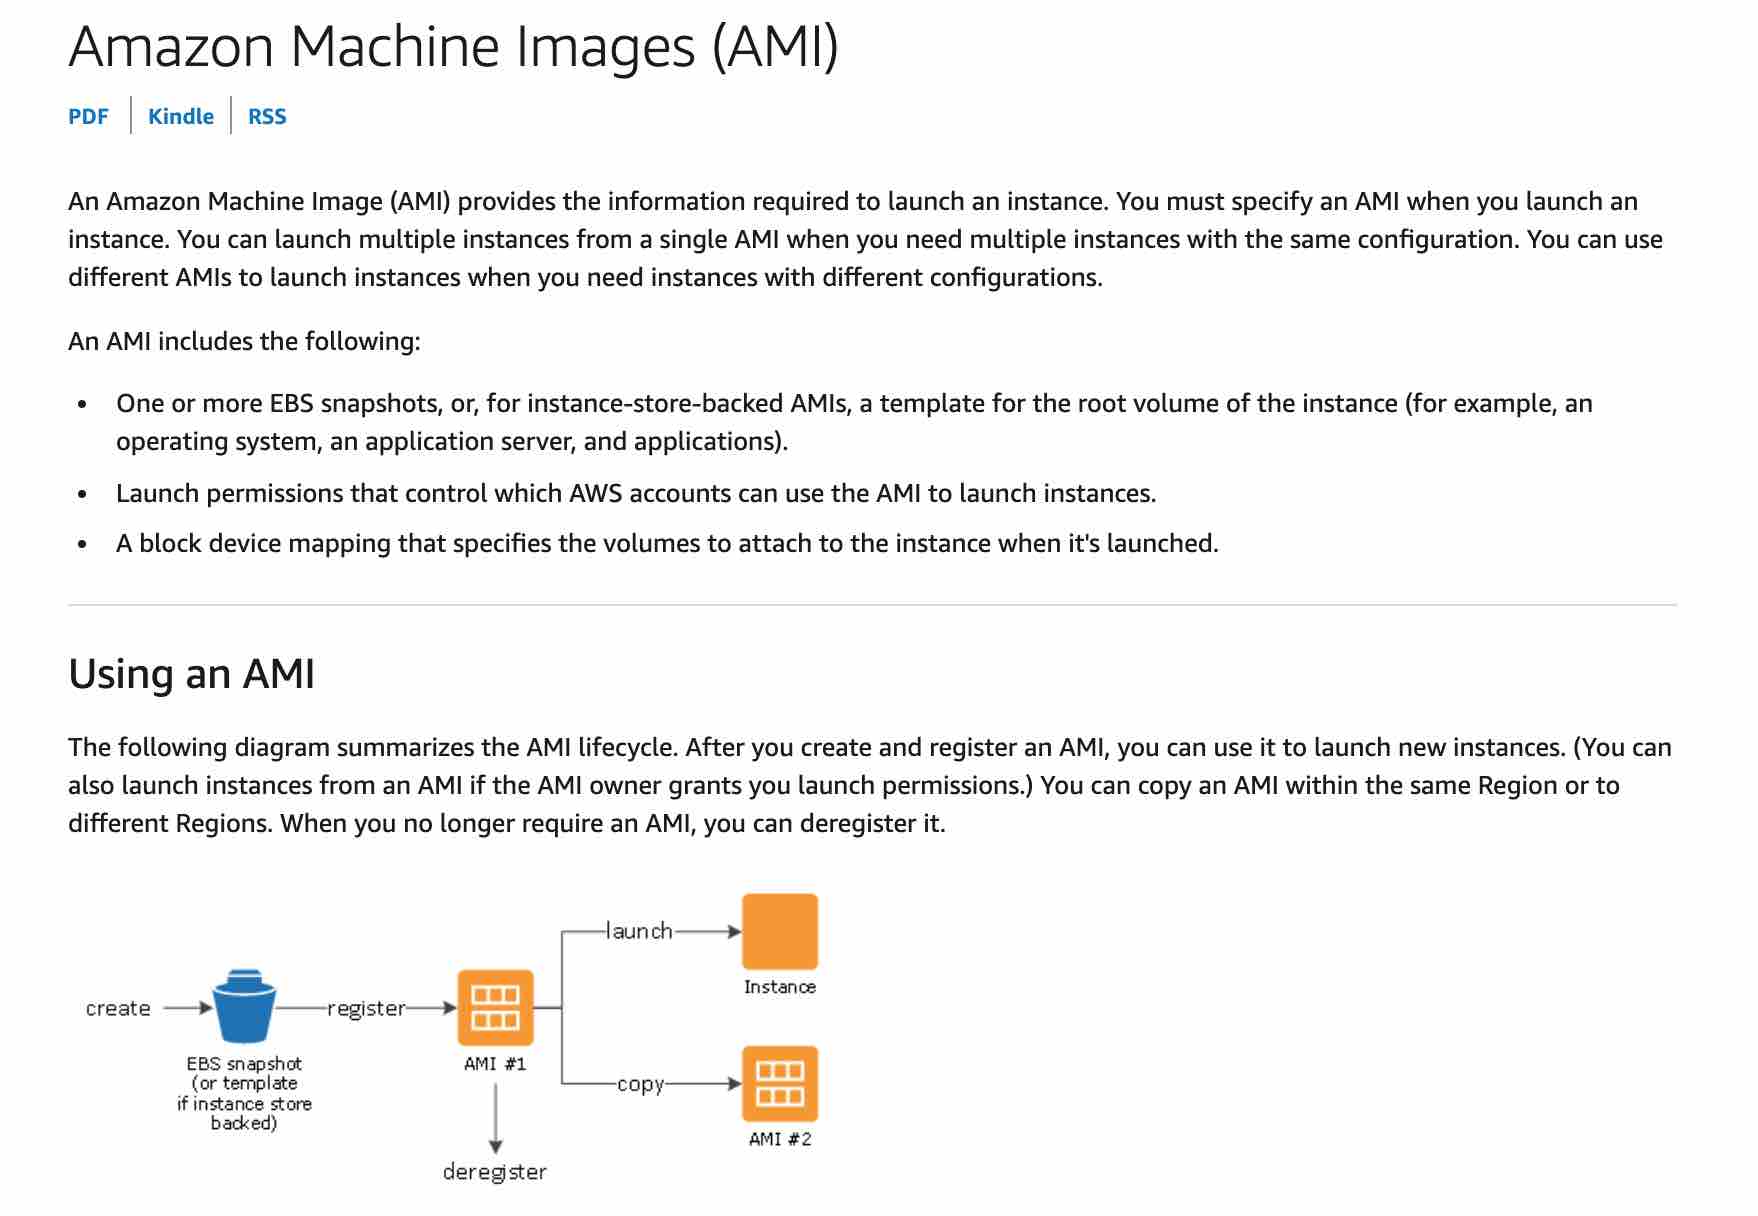 Amazon Machine Images (AMI)
PDF Kindle RSS
An Amazon Machine Image (AMI) provides the information required to launch an instance. You must specify an AMI when you launch an
instance. You can launch multiple instances from a single AMI when you need multiple instances with the same configuration. You can use
different AMIs to launch instances when you need instances with different configurations.
An AMI includes the following:
• One or more EBS snapshots, or, for instance-store-backed AMIs, a template for the root volume of the instance (for example, an
operating system, an application server, and applications).
• Launch permissions that control which AWS accounts can use the AMI to launch instances.
• A block device mapping that specifies the volumes to attach to the instance when it's launched.
Using an AMI
The following diagram summarizes the AMI lifecycle. After you create and register an AMI, you can use it to launch new instances. (You can
also launch instances from an AMI if the AMI owner grants you launch permissions.) You can copy an AMI within the same Region or to
different Regions. When you no longer require an AMI, you can deregister it.
create
EBS snapshot
(or template
if instance store
backed)
register
AMI #1
deregister
launch
Instance
copy
AMI #2